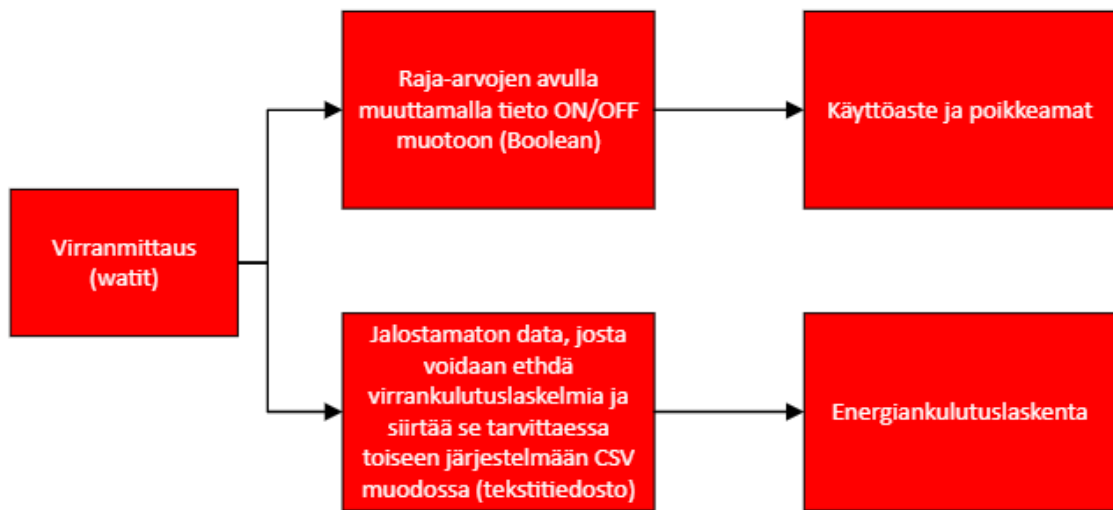 Virranmittaus
(watit)
Raja-arvojen avulla
muuttamalla tieto ON/OFF
muotoon (Boolean)
Käyttöaste ja poikkeamat
Jalostamaton data, josta
voidaan ethdä
virrankulutuslaskelmia ja
siirtää se tarvittaessa
toiseen järjestelmään CSV
muodossa (tekstitiedosto)
Energiankulutuslaskenta